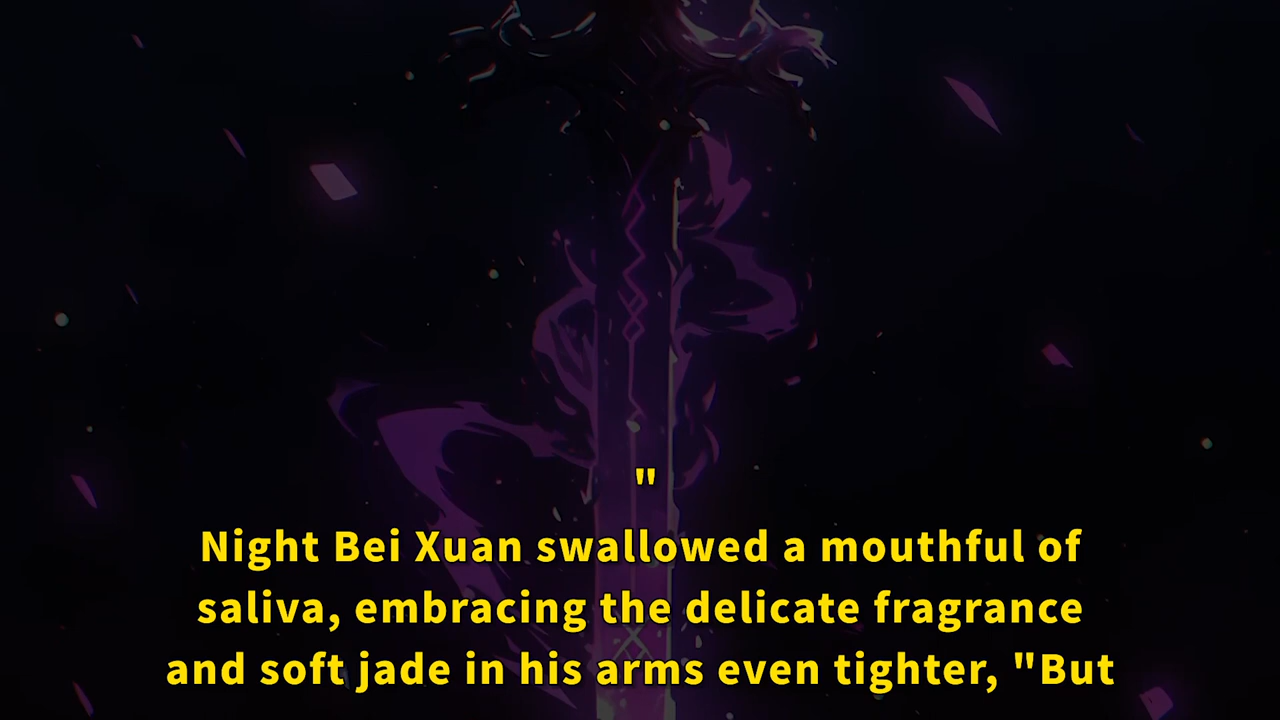 "
Night Bei Xuan swallowed a mouthful of
saliva, embracing the delicate fragrance
and soft jade in his arms even tighter, "But